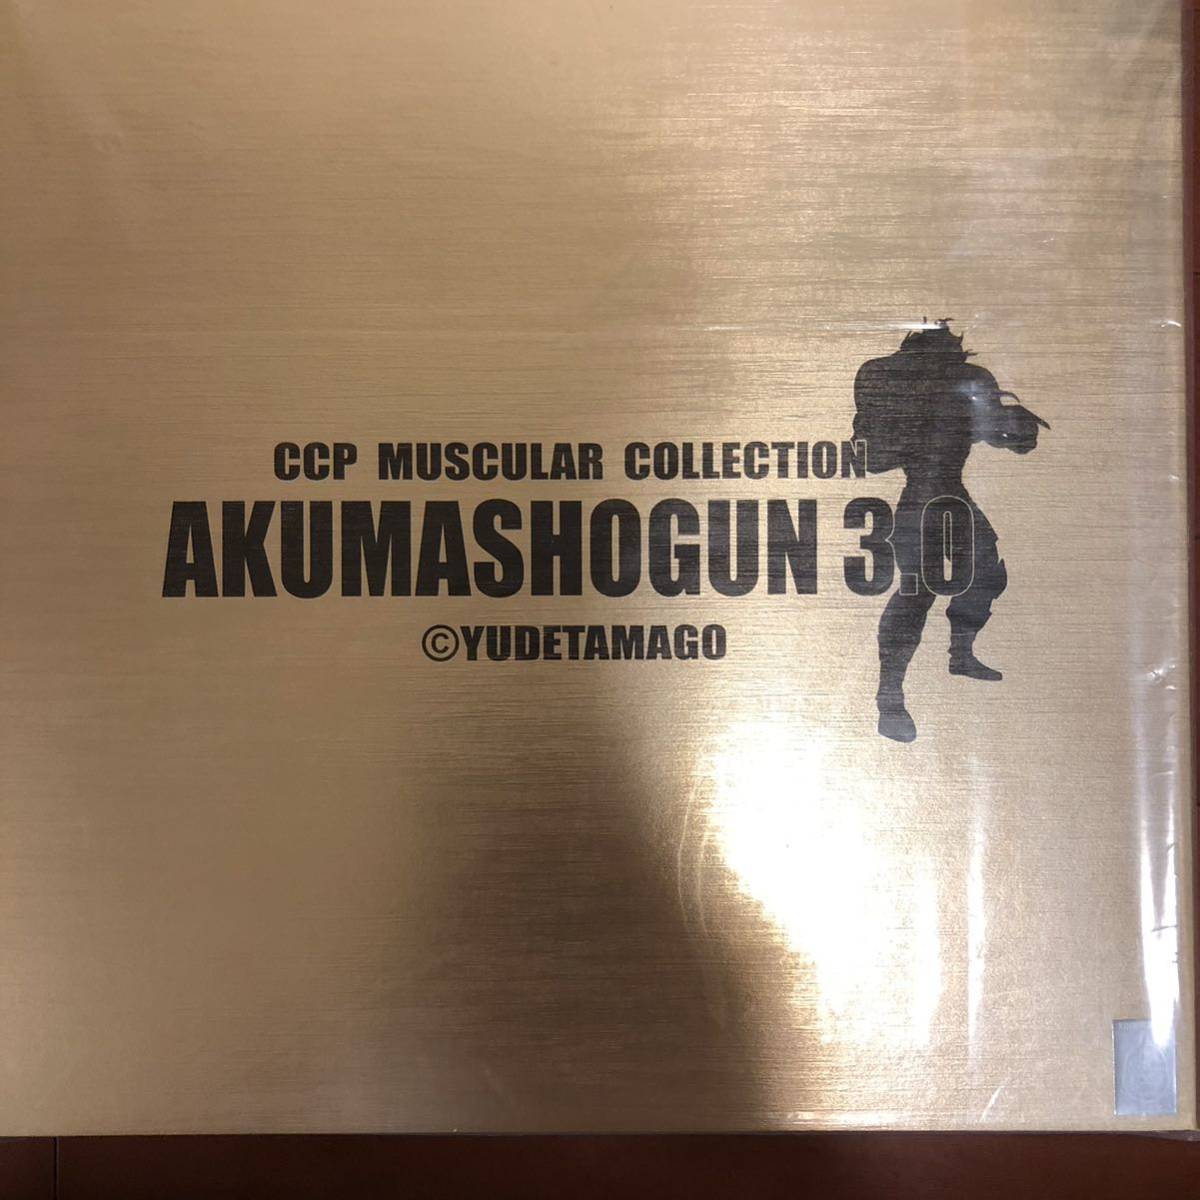 CCP MUSCULAR COLLECTION
AKUMASHOGUN 3.0
©YUDETAMAGO